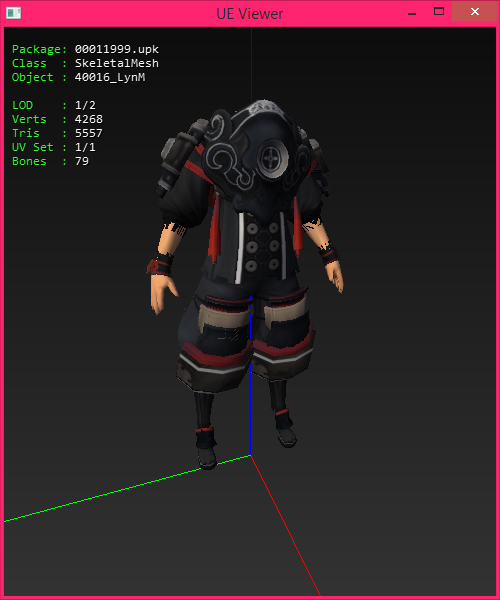 UE Viewer
Package: 00011999.upk
Class : SkeletalMesh
Object : 40016_LynM
LOD : 1/2
Verts : 4268
Tris : 5557
UV Set : 1/1
Bones : 79